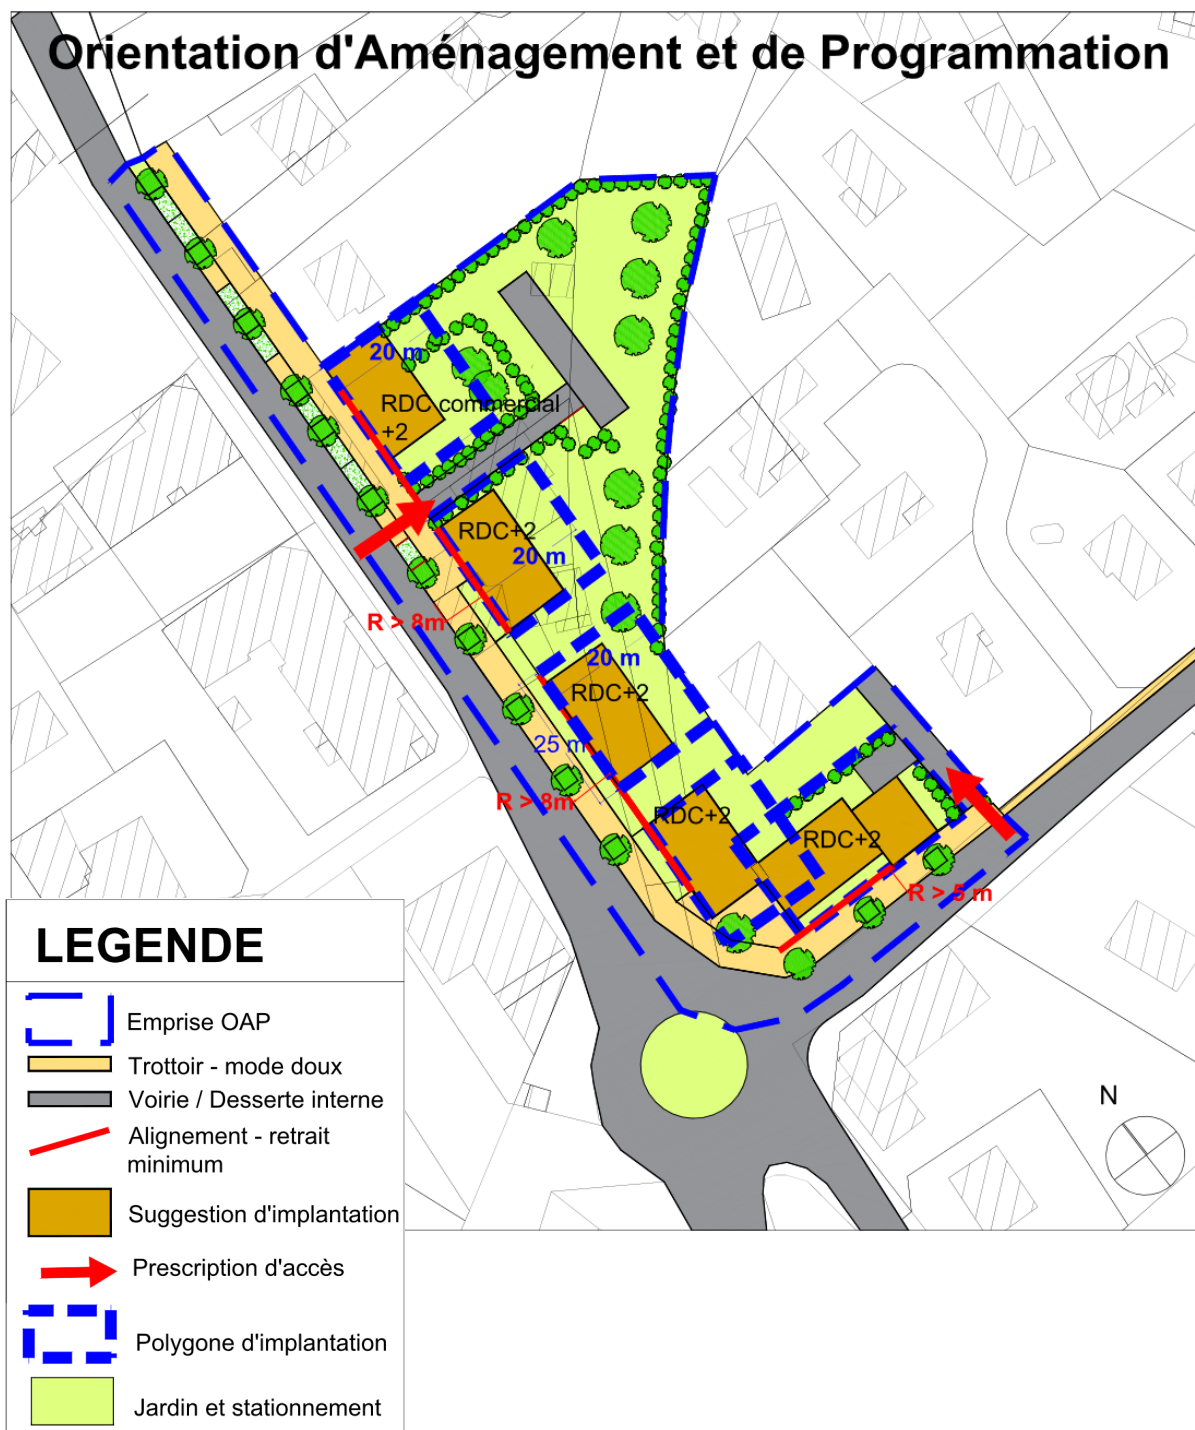 Orientation d'Aménagement et de Programmation
20 m
RDC commercial
+2
RDC+2
20 m
R > 8m
20 m
RDC+2
25 m
R > 8m
RDC+2
RDC+2
R > 5 m
N
LEGENDE
Emprise OAP
Trottoir - mode doux
Voirie / Desserte interne
Alignement - retrait
minimum
Suggestion d'implantation
Prescription d'accès
Polygone d'implantation
Jardin et stationnement